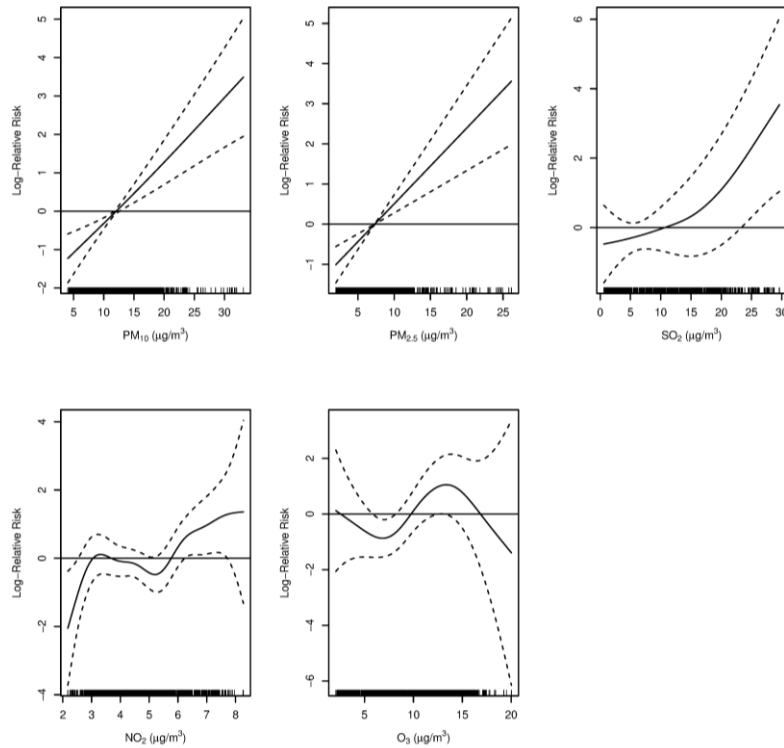 Log−Relative Risk
5
4
3
2
1
0
−1
−2
5 10 15 20 25 30
PM10 (µg/m³)
Log−Relative Risk
5
4
3
2
1
0
−1
5 10 15 20 25
PM2.5 (µg/m³)
Log−Relative Risk
6
4
2
0
0 5 10 15 20 25 30
SO2 (µg/m³)
Log−Relative Risk
4
2
0
−2
−4
2 3 4 5 6 7 8
NO2 (µg/m³)
Log−Relative Risk
2
0
−2
−4
−6
5 10 15 20
O3 (µg/m³)